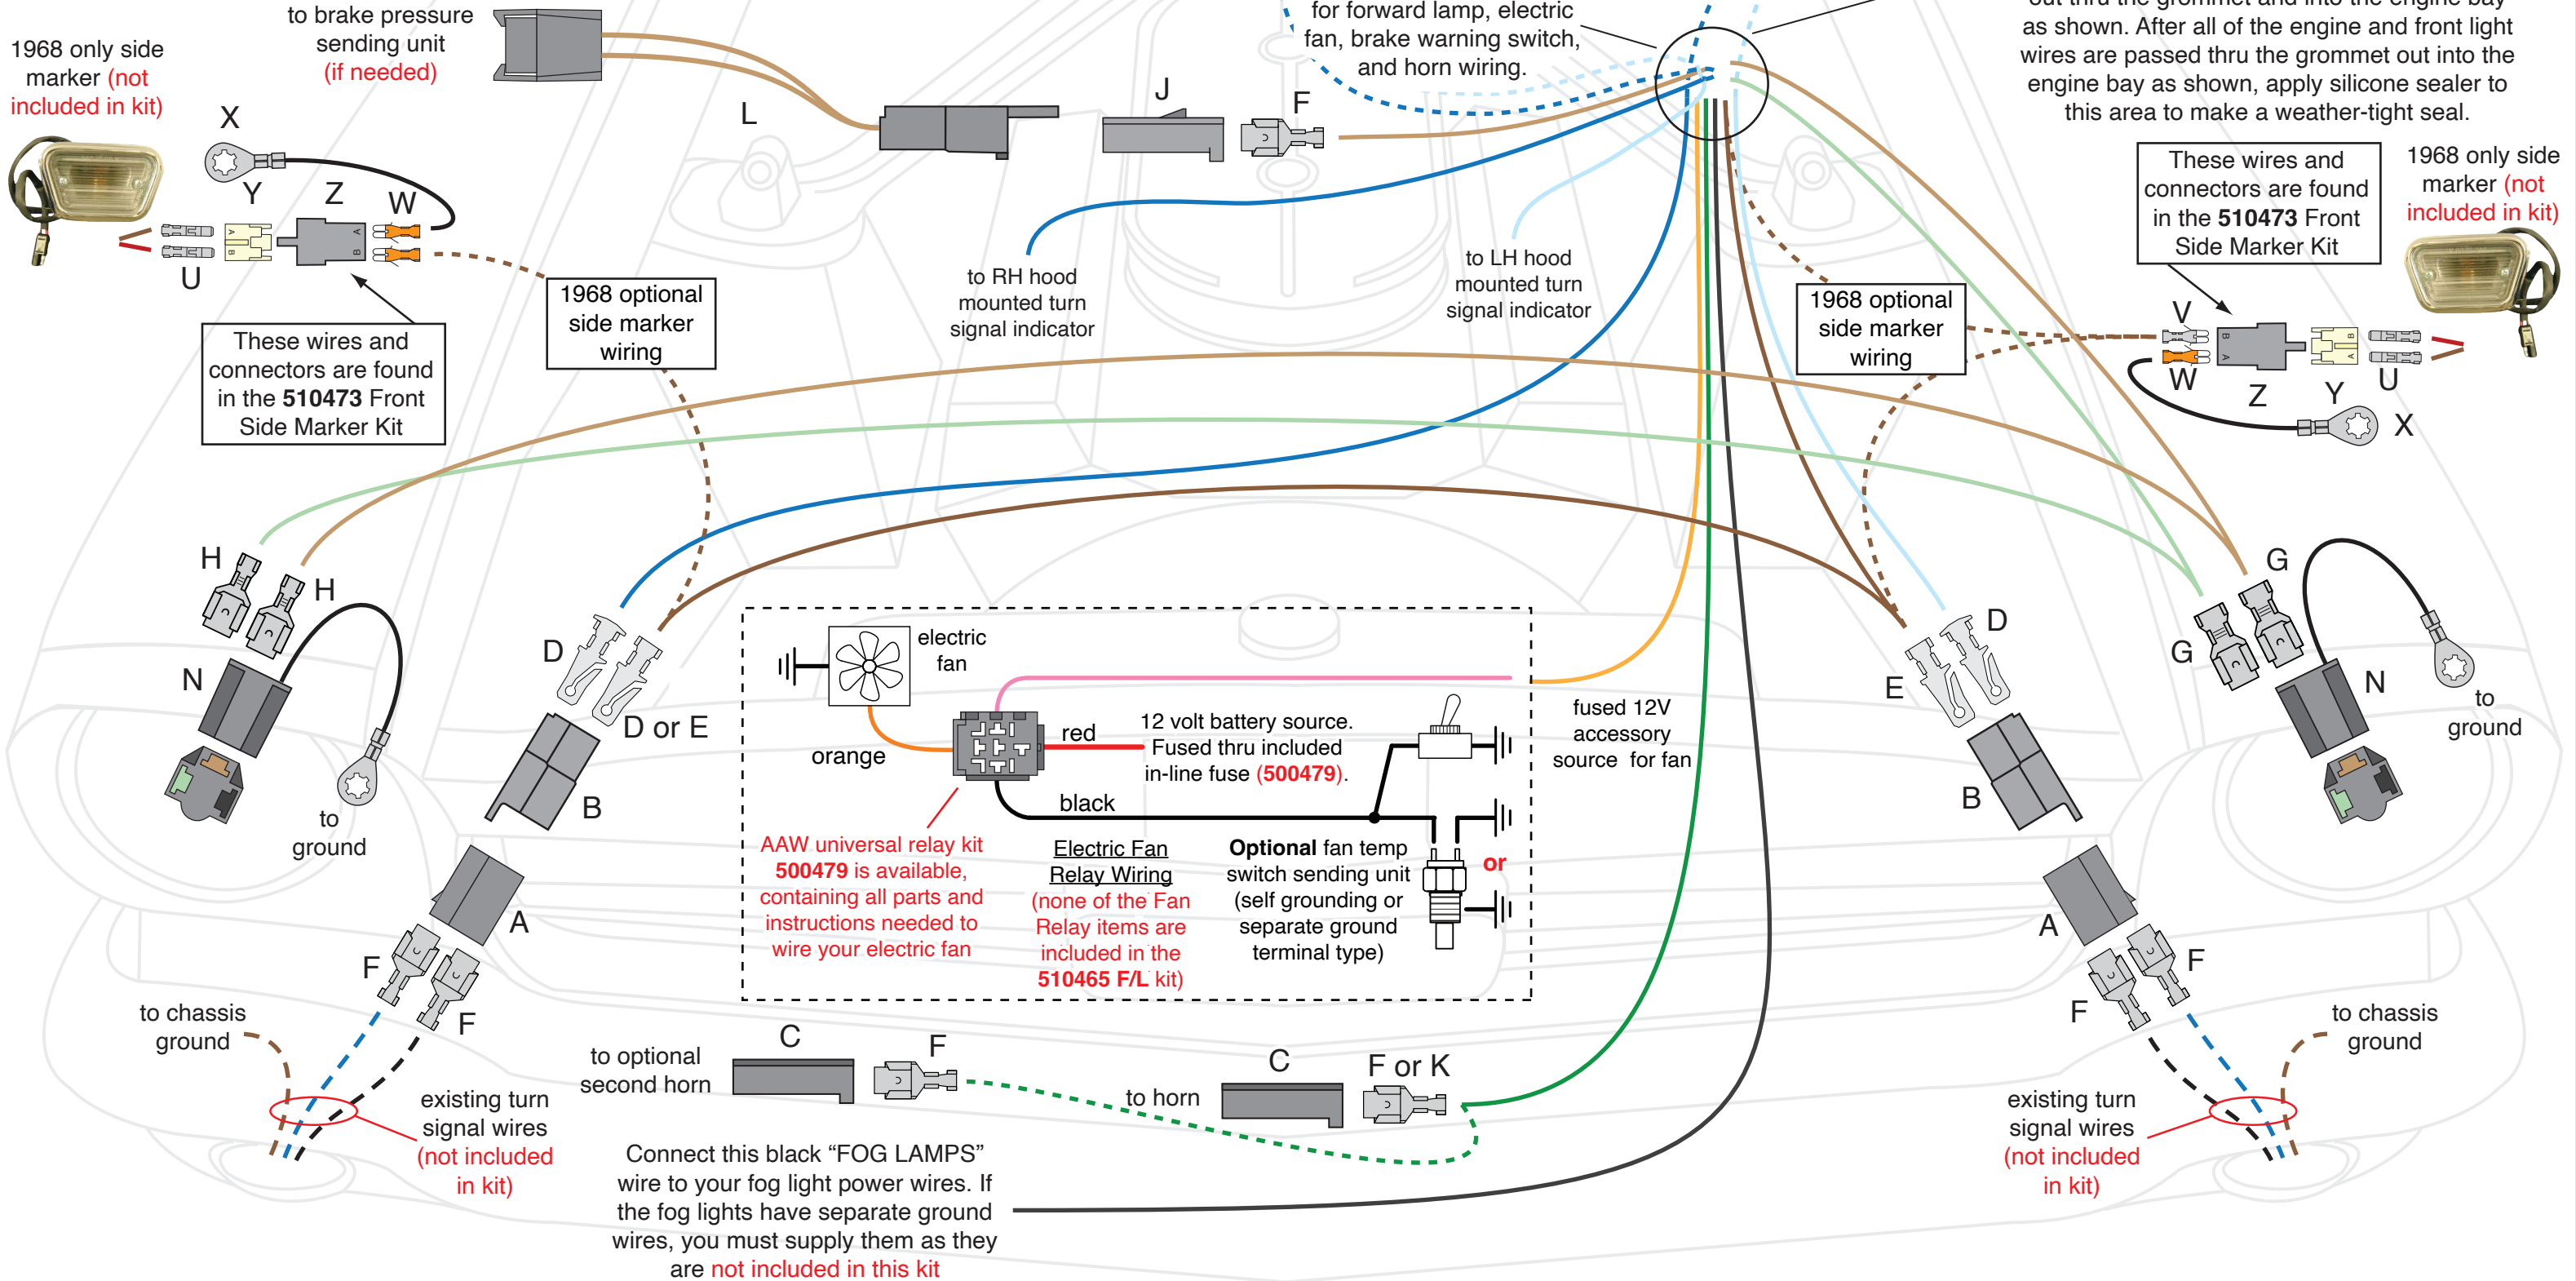 to brake pressure
sending unit
(if needed)
1968 only side
marker (not
included in kit)
X
Y
Z
W
U
These wires and
connectors are found
in the 510473 Front
Side Marker Kit
1968 optional
side marker
wiring
L
J
F
for forward lamp, electric
fan, brake warning switch,
and horn wiring.
out thru the grommet and into the engine bay
as shown. After all of the engine and front light
wires are passed thru the grommet out into the
engine bay as shown, apply silicone sealer to
this area to make a weather-tight seal.
These wires and
connectors are found
in the 510473 Front
Side Marker Kit
1968 only side
marker (not
included in kit)
to RH hood
mounted turn
signal indicator
to LH hood
mounted turn
signal indicator
1968 optional
side marker
wiring
V
W
Z
Y
U
X
A
B
A
B
B
A
B
A
H
H
N
to
ground
D
D or E
B
A
F
F
to chassis
ground
existing turn
signal wires
(not included
in kit)
electric
fan
orange
red
12 volt battery source.
Fused thru included
in-line fuse (500479).
black
AAW universal relay kit
500479 is available,
containing all parts and
instructions needed to
wire your electric fan
Electric Fan
Relay Wiring
(none of the Fan
Relay items are
included in the
510465 F/L kit)
Optional fan temp
switch sending unit
(self grounding or
separate ground
terminal type)
or
fused 12V
accessory
source for fan
G
G
N
to
ground
D
E
B
A
F
F
to chassis
ground
existing turn
signal wires
(not included
in kit)
to optional
second horn
C
F
to horn
C
F or K
Connect this black “FOG LAMPS”
wire to your fog light power wires. If
the fog lights have separate ground
wires, you must supply them as they
are not included in this kit